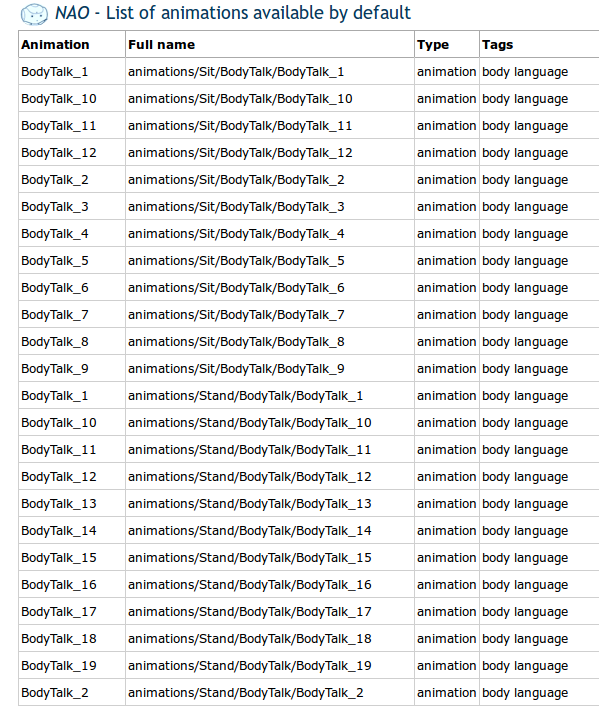 NAO - List of animations available by default
Animation Full name Type Tags
BodyTalk_1 animations/Sit/BodyTalk/BodyTalk_1 animation body language
BodyTalk_10 animations/Sit/BodyTalk/BodyTalk_10 animation body language
BodyTalk_11 animations/Sit/BodyTalk/BodyTalk_11 animation body language
BodyTalk_12 animations/Sit/BodyTalk/BodyTalk_12 animation body language
BodyTalk_2 animations/Sit/BodyTalk/BodyTalk_2 animation body language
BodyTalk_3 animations/Sit/BodyTalk/BodyTalk_3 animation body language
BodyTalk_4 animations/Sit/BodyTalk/BodyTalk_4 animation body language
BodyTalk_5 animations/Sit/BodyTalk/BodyTalk_5 animation body language
BodyTalk_6 animations/Sit/BodyTalk/BodyTalk_6 animation body language
BodyTalk_7 animations/Sit/BodyTalk/BodyTalk_7 animation body language
BodyTalk_8 animations/Sit/BodyTalk/BodyTalk_8 animation body language
BodyTalk_9 animations/Sit/BodyTalk/BodyTalk_9 animation body language
BodyTalk_1 animations/Stand/BodyTalk/BodyTalk_1 animation body language
BodyTalk_10 animations/Stand/BodyTalk/BodyTalk_10 animation body language
BodyTalk_11 animations/Stand/BodyTalk/BodyTalk_11 animation body language
BodyTalk_12 animations/Stand/BodyTalk/BodyTalk_12 animation body language
BodyTalk_13 animations/Stand/BodyTalk/BodyTalk_13 animation body language
BodyTalk_14 animations/Stand/BodyTalk/BodyTalk_14 animation body language
BodyTalk_15 animations/Stand/BodyTalk/BodyTalk_15 animation body language
BodyTalk_16 animations/Stand/BodyTalk/BodyTalk_16 animation body language
BodyTalk_17 animations/Stand/BodyTalk/BodyTalk_17 animation body language
BodyTalk_18 animations/Stand/BodyTalk/BodyTalk_18 animation body language
BodyTalk_19 animations/Stand/BodyTalk/BodyTalk_19 animation body language
BodyTalk_2 animations/Stand/BodyTalk/BodyTalk_2 animation body language